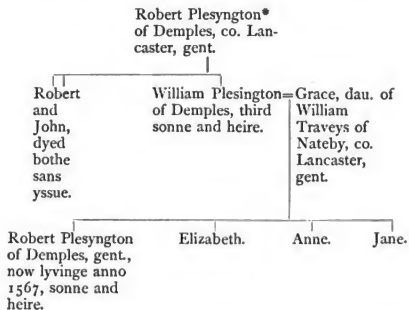 Robert Plesyngton*
of Demples, co. Lan-
caster, gent.
Robert
and
John,
dyed
bothe
sans
yssue.
William Plesington=Grace, dau. of
of Demples, third
sonne and heire.
William
Traveys of
Nateby, co.
Lancaster,
gent.
Robert Plesyngton
of Demples, gent.,
now lyvinge anno
1567, sonne and
heire.
Elizabeth.
Anne.
Jane.